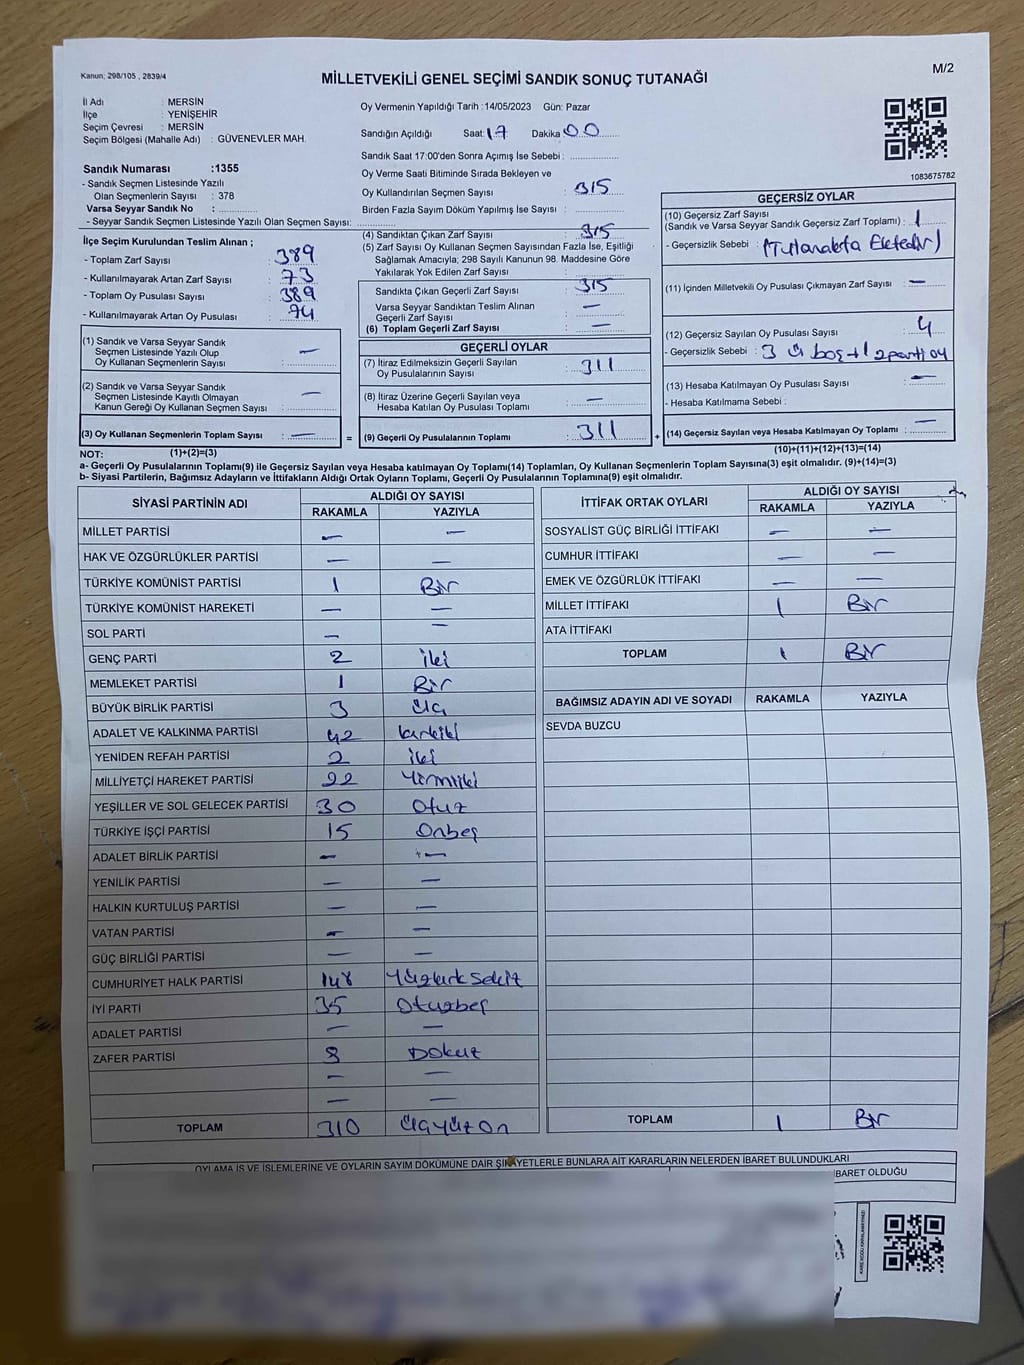 Kanun; 298/105 , 2839/4
MİLLETVEKİLİ GENEL SEÇİMİ SANDIK SONUÇ TUTANAĞI
M/2
İl Adı : MERSİN
İlçe : YENİŞEHİR
Seçim Çevresi : MERSİN
Seçim Bölgesi (Mahalle Adı) : GÜVENEVLER MAH.
Oy Vermenin Yapıldığı Tarih :14/05/2023 Gün: Pazar
Sandığın Açıldığı Saat: 17 Dakika 00
Sandık Saat 17:00'den Sonra Açımış İse Sebebi :
Oy Verme Saati Bitiminde Sırada Bekleyen ve
Oy Kullandırılan Seçmen Sayısı : 315
Birden Fazla Sayım Döküm Yapılmış İse Sayısı :
1083675782
Sandık Numarası :1355
- Sandık Seçmen Listesinde Yazılı
Olan Seçmenlerin Sayısı : 378
Varsa Seyyar Sandık No :
- Seyyar Sandık Seçmen Listesinde Yazılı Olan Seçmen Sayısı:
İlçe Seçim Kurulundan Teslim Alınan ;
- Toplam Zarf Sayısı : 389
- Kullanılmayarak Artan Zarf Sayısı : 73
- Toplam Oy Pusulası Sayısı : 389
- Kullanılmayarak Artan Oy Pusulası : 74
(4) Sandıktan Çıkan Zarf Sayısı : 315
(5) Zarf Sayısı Oy Kullanan Seçmen Sayısından Fazla İse, Eşitliği
Sağlamak Amacıyla; 298 Sayılı Kanunun 98. Maddesine Göre
Yakılarak Yok Edilen Zarf Sayısı :
Sandıkta Çıkan Geçerli Zarf Sayısı : 315
Varsa Seyyar Sandıktan Teslim Alınan
Geçerli Zarf Sayısı : —
(6) Toplam Geçerli Zarf Sayısı : —
GEÇERSİZ OYLAR
(10) Geçersiz Zarf Sayısı
(Sandık ve Varsa Seyyar Sandık Geçersiz Zarf Toplamı) : 1
- Geçersizlik Sebebi : (Tutanakta Ektedir)
(11) İçinden Milletvekili Oy Pusulası Çıkmayan Zarf Sayısı : —
(12) Geçersiz Sayılan Oy Pusulası Sayısı : 4
- Geçersizlik Sebebi : 3 ü boş + 1 2 parti oy
(13) Hesaba Katılmayan Oy Pusulası Sayısı : —
- Hesaba Katılmama Sebebi :
(14) Geçersiz Sayılan veya Hesaba Katılmayan Oy Toplamı : —
(10)+(11)+(12)+(13)=(14)
(1) Sandık ve Varsa Seyyar Sandık
Seçmen Listesinde Yazılı Olup
Oy Kullanan Seçmenlerin Sayısı : —
(2) Sandık ve Varsa Seyyar Sandık
Seçmen Listesinde Kayıtlı Olmayan
Kanun Gereği Oy Kullanan Seçmen Sayısı : —
(3) Oy Kullanan Seçmenlerin Toplam Sayısı : — =
GEÇERLİ OYLAR
(7) İtiraz Edilmeksizin Geçerli Sayılan
Oy Pusulalarının Sayısı : 311
(8) İtiraz Üzerine Geçerli Sayılan veya
Hesaba Katılan Oy Pusulaları Toplamı : —
(9) Geçerli Oy Pusulalarının Toplamı : 311 +
NOT: (1)+(2)=(3)
a- Geçerli Oy Pusulalarının Toplamı(9) ile Geçersiz Sayılan veya Hesaba katılmayan Oy Toplamı(14) Toplamları, Oy Kullanan Seçmenlerin Toplam Sayısına(3) eşit olmalıdır. (9)+(14)=(3)
b- Siyasi Partilerin, Bağımsız Adayların ve İttifakların Aldığı Ortak Oyların Toplamı, Geçerli Oy Pusulalarının Toplamına(9) eşit olmalıdır.
SİYASİ PARTİNİN ADI ALDIĞI OY SAYISI
RAKAMLA YAZIYLA
MİLLET PARTİSİ — —
HAK VE ÖZGÜRLÜKLER PARTİSİ — —
TÜRKİYE KOMÜNİST PARTİSİ 1 Bir
TÜRKİYE KOMÜNİST HAREKETİ — —
SOL PARTİ — —
GENÇ PARTİ 2 iki
MEMLEKET PARTİSİ 1 Bir
BÜYÜK BİRLİK PARTİSİ 3 üç
ADALET VE KALKINMA PARTİSİ 42 kırkiki
YENİDEN REFAH PARTİSİ 2 iki
MİLLİYETÇİ HAREKET PARTİSİ 22 Yirmiiki
YEŞİLLER VE SOL GELECEK PARTİSİ 30 Otuz
TÜRKİYE İŞÇİ PARTİSİ 15 Onbeş
ADALET BİRLİK PARTİSİ — —
YENİLİK PARTİSİ — —
HALKIN KURTULUŞ PARTİSİ — —
VATAN PARTİSİ — —
GÜÇ BİRLİĞİ PARTİSİ — —
CUMHURİYET HALK PARTİSİ 148 Yüzkırksekiz
İYİ PARTİ 35 Otuzbeş
ADALET PARTİSİ — —
ZAFER PARTİSİ 9 Dokuz
— —
— —
TOPLAM 310 üçyüzon
İTTİFAK ORTAK OYLARI ALDIĞI OY SAYISI
RAKAMLA YAZIYLA
SOSYALİST GÜÇ BİRLİĞİ İTTİFAKI — —
CUMHUR İTTİFAKI — —
EMEK VE ÖZGÜRLÜK İTTİFAKI — —
MİLLET İTTİFAKI 1 Bir
ATA İTTİFAKI
TOPLAM 1 Bir
BAĞIMSIZ ADAYIN ADI VE SOYADI RAKAMLA YAZIYLA
SEVDA BUZCU
TOPLAM 1 Bir
OYLAMA İŞ VE İŞLEMLERİNE VE OYLARIN SAYIM DÖKÜMÜNE DAİR ŞİKAYETLERLE BUNLARA AİT KARARLARIN NELERDEN İBARET BULUNDUKLARI
İBARET OLDUĞU